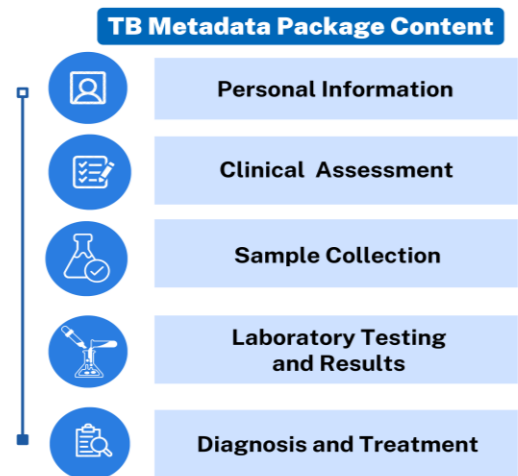 TB Metadata Package Content
Personal Information
Clinical Assessment
Sample Collection
Laboratory Testing
and Results
Diagnosis and Treatment